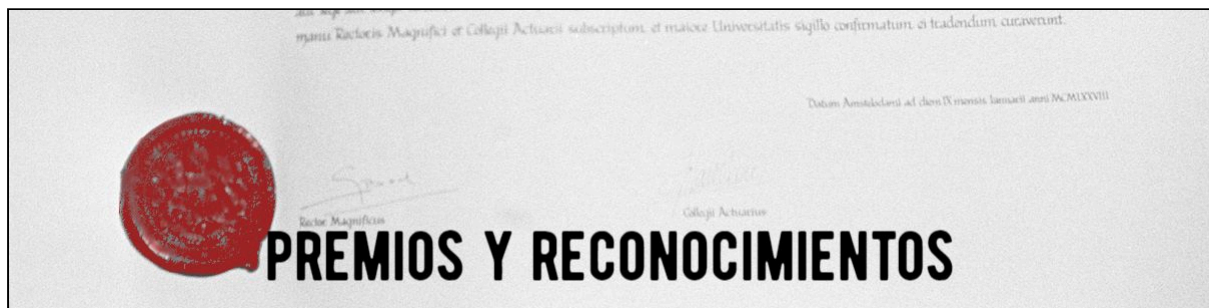 manu Rectoris Magnifici et Collegii Actuarii subscriptum, et maiore Universitatis sigillo confirmatum ei tradendum curaverunt.
Datum Amstelodami ad diem IX mensis Ianuarii anni MCMLXXVIII
Rector Magnificus
Collegii Actuarius
PREMIOS Y RECONOCIMIENTOS